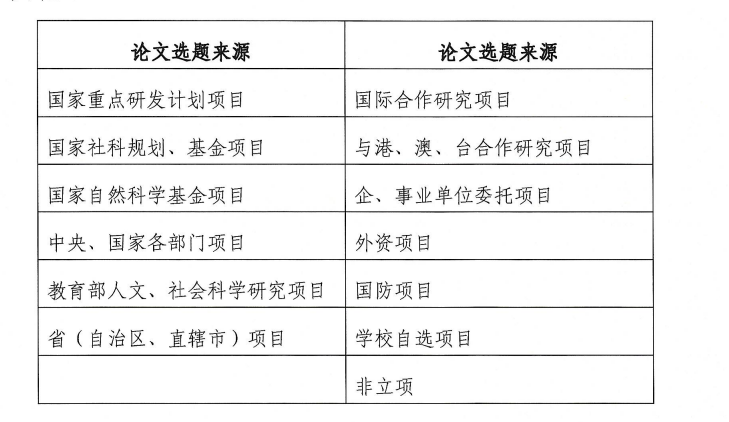 论文选题来源 论文选题来源
国家重点研发计划项目 国际合作研究项目
国家社科规划、基金项目 与港、澳、台合作研究项目
国家自然科学基金项目 企、事业单位委托项目
中央、国家各部门项目 外资项目
教育部人文、社会科学研究项目 国防项目
省（自治区、直辖市）项目 学校自选项目
非立项